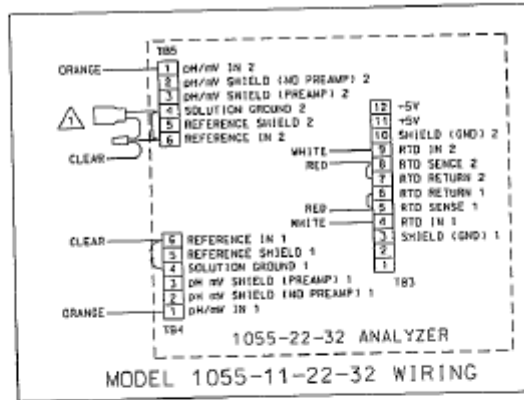 TB5
ORANGE
1 pH/mV IN 2
2 pH/mV SHIELD (NO PREAMP) 2
3 pH/mV SHIELD (PREAMP) 2
4 SOLUTION GROUND 2
5 REFERENCE SHIELD 2
6 REFERENCE IN 2
1
CLEAR
12 -5V
11 +5V
10 SHIELD (GND) 2
WHITE 9 RTD IN 2
RED 8 RTD SENCE 2
7 RTD RETURN 2
6 RTD RETURN 1
RED 5 RTD SENSE 1
WHITE 4 RTD IN 1
3 SHIELD (GND) 1
2
1
TB3
CLEAR 6 REFERENCE IN 1
5 REFERENCE SHIELD 1
4 SOLUTION GROUND 1
3 pH mV SHIELD (PREAMP) 1
2 pH mV SHIELD (NO PREAMP) 1
ORANGE 1 pH/mV IN 1
TB4
1055-22-32 ANALYZER
MODEL 1055-11-22-32 WIRING